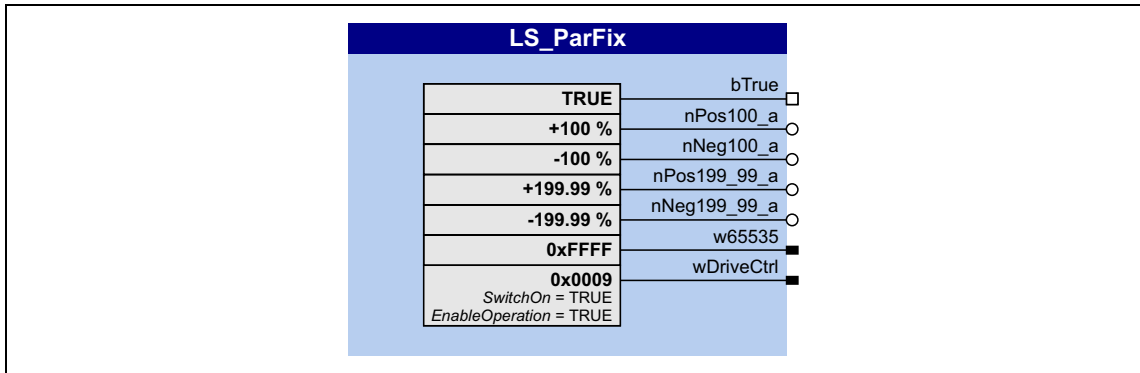 LS_ParFix
TRUE
bTrue
+100 %
nPos100_a
-100 %
nNeg100_a
+199.99 %
nPos199_99_a
-199.99 %
nNeg199_99_a
0xFFFF
w65535
0x0009
wDriveCtrl
SwitchOn = TRUE
EnableOperation = TRUE